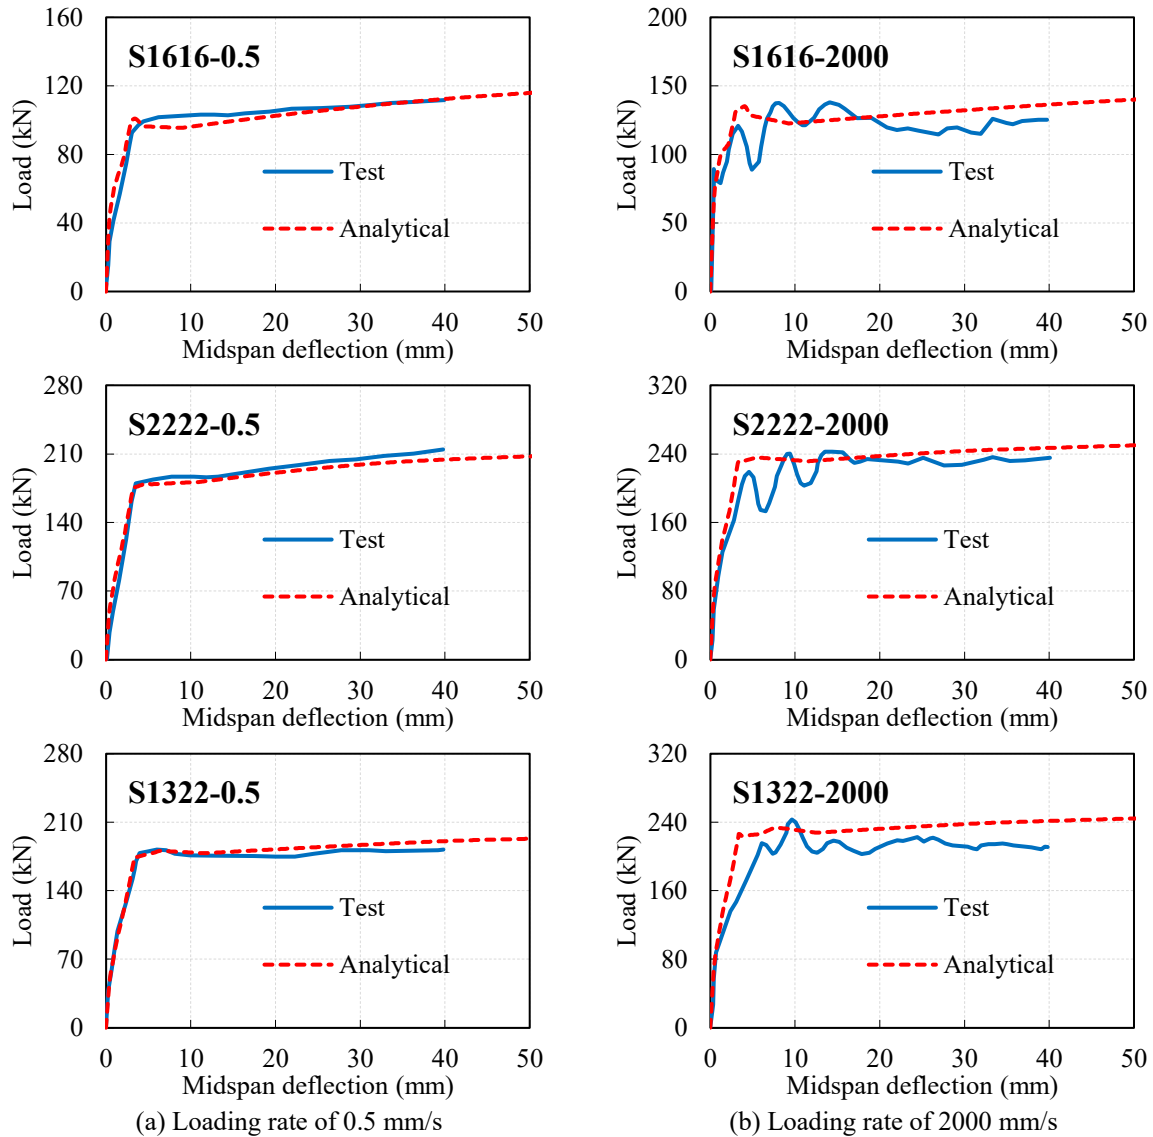 S1616-0.5
160
120
80
40
0
Load (kN)
Test
Analytical
0 10 20 30 40 50
Midspan deflection (mm)
S1616-2000
200
150
100
50
0
Load (kN)
Test
Analytical
0 10 20 30 40 50
Midspan deflection (mm)
S2222-0.5
280
210
140
70
0
Load (kN)
Test
Analytical
0 10 20 30 40 50
Midspan deflection (mm)
S2222-2000
320
240
160
80
0
Load (kN)
Test
Analytical
0 10 20 30 40 50
Midspan deflection (mm)
S1322-0.5
280
210
140
70
0
Load (kN)
Test
Analytical
0 10 20 30 40 50
Midspan deflection (mm)
(a) Loading rate of 0.5 mm/s
S1322-2000
320
240
160
80
0
Load (kN)
Test
Analytical
0 10 20 30 40 50
Midspan deflection (mm)
(b) Loading rate of 2000 mm/s